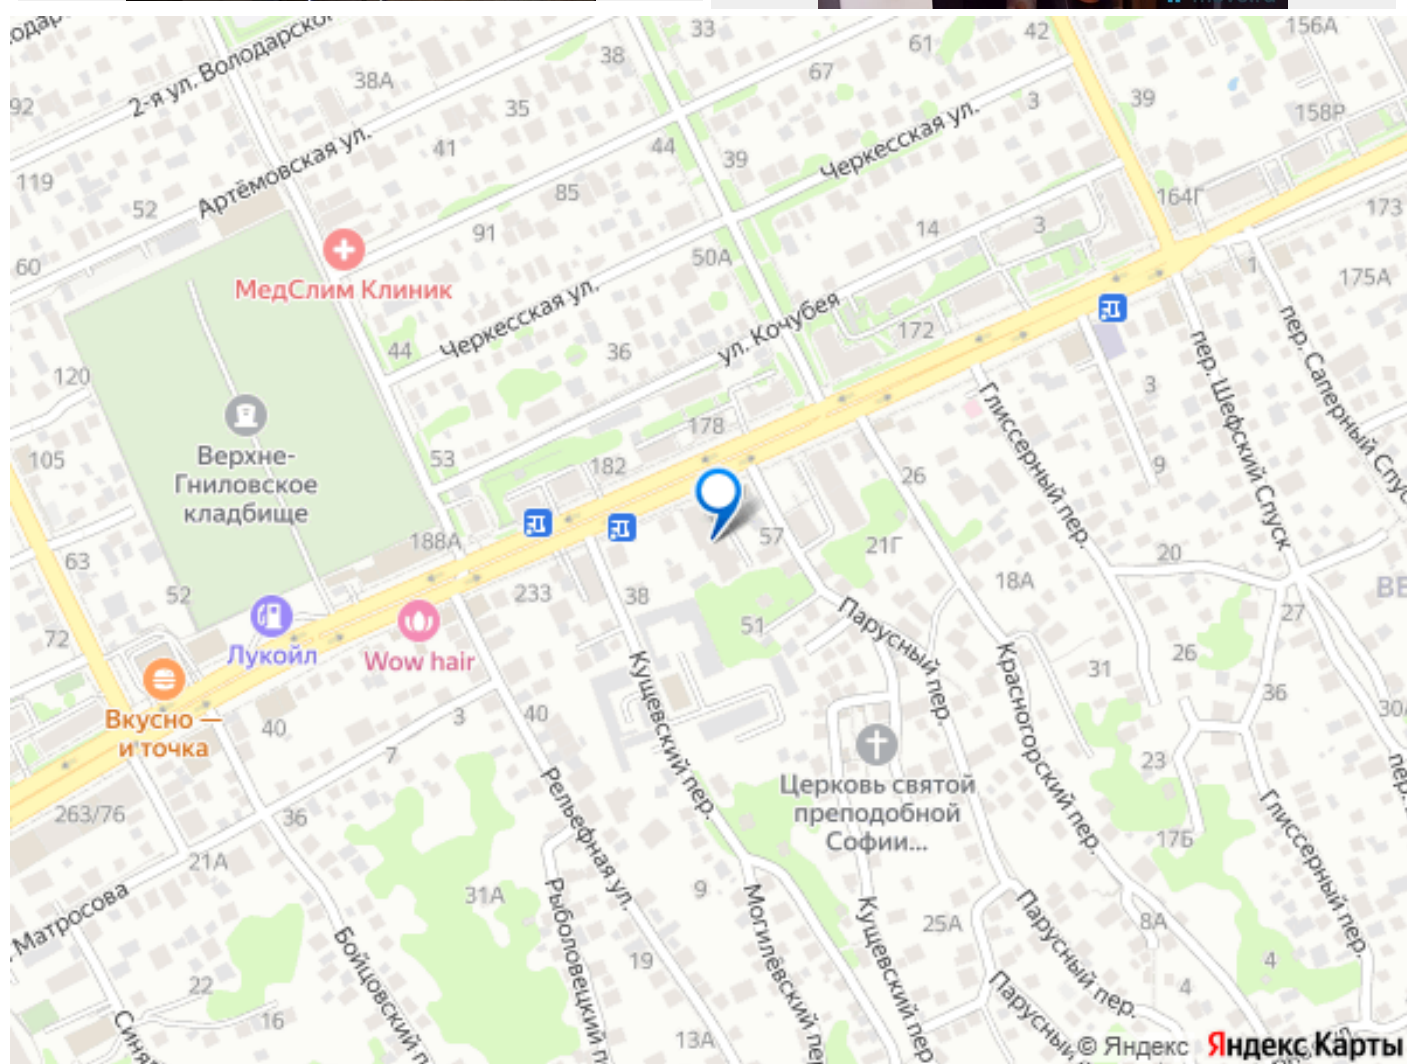 33
61
42
156А
2-я ул. Володарского
38
67
38А
3
39
92
35
158Р
Артёмовская ул.
41
44
39
Черкесская ул.
119
85
164Г
52
173
91
14
3
50А
60
1
175А
МедСлим Клиник
Черкесская ул.
ул. Кочубея
172
пер. Саперный Спуск
44
36
пер. Шефский Спуск
120
3
Глиссерный пер.
178
Верхне-
Гниловское
кладбище
105
53
182
9
26
188А
57
21Г
63
20
18А
233
38
52
27
51
Парусный пер.
72
Лукойл
Wow hair
26
31
Кущевский пер.
Красногорский пер.
36
Вкусно —
и точка
40
3
40
30
7
23
Церковь святой
преподобной
Софии...
263/76
36
Рельефная ул.
17Б
Глиссерный пер.
21А
9
31А
Матросова
Рыболовецкий п
Могилёвский пер
Кущевский пер
25А
Парусный пер.
8А
Бойцовский п
19
4
22
4
16
Парусный
13А
© Яндекс Яндекс Карты